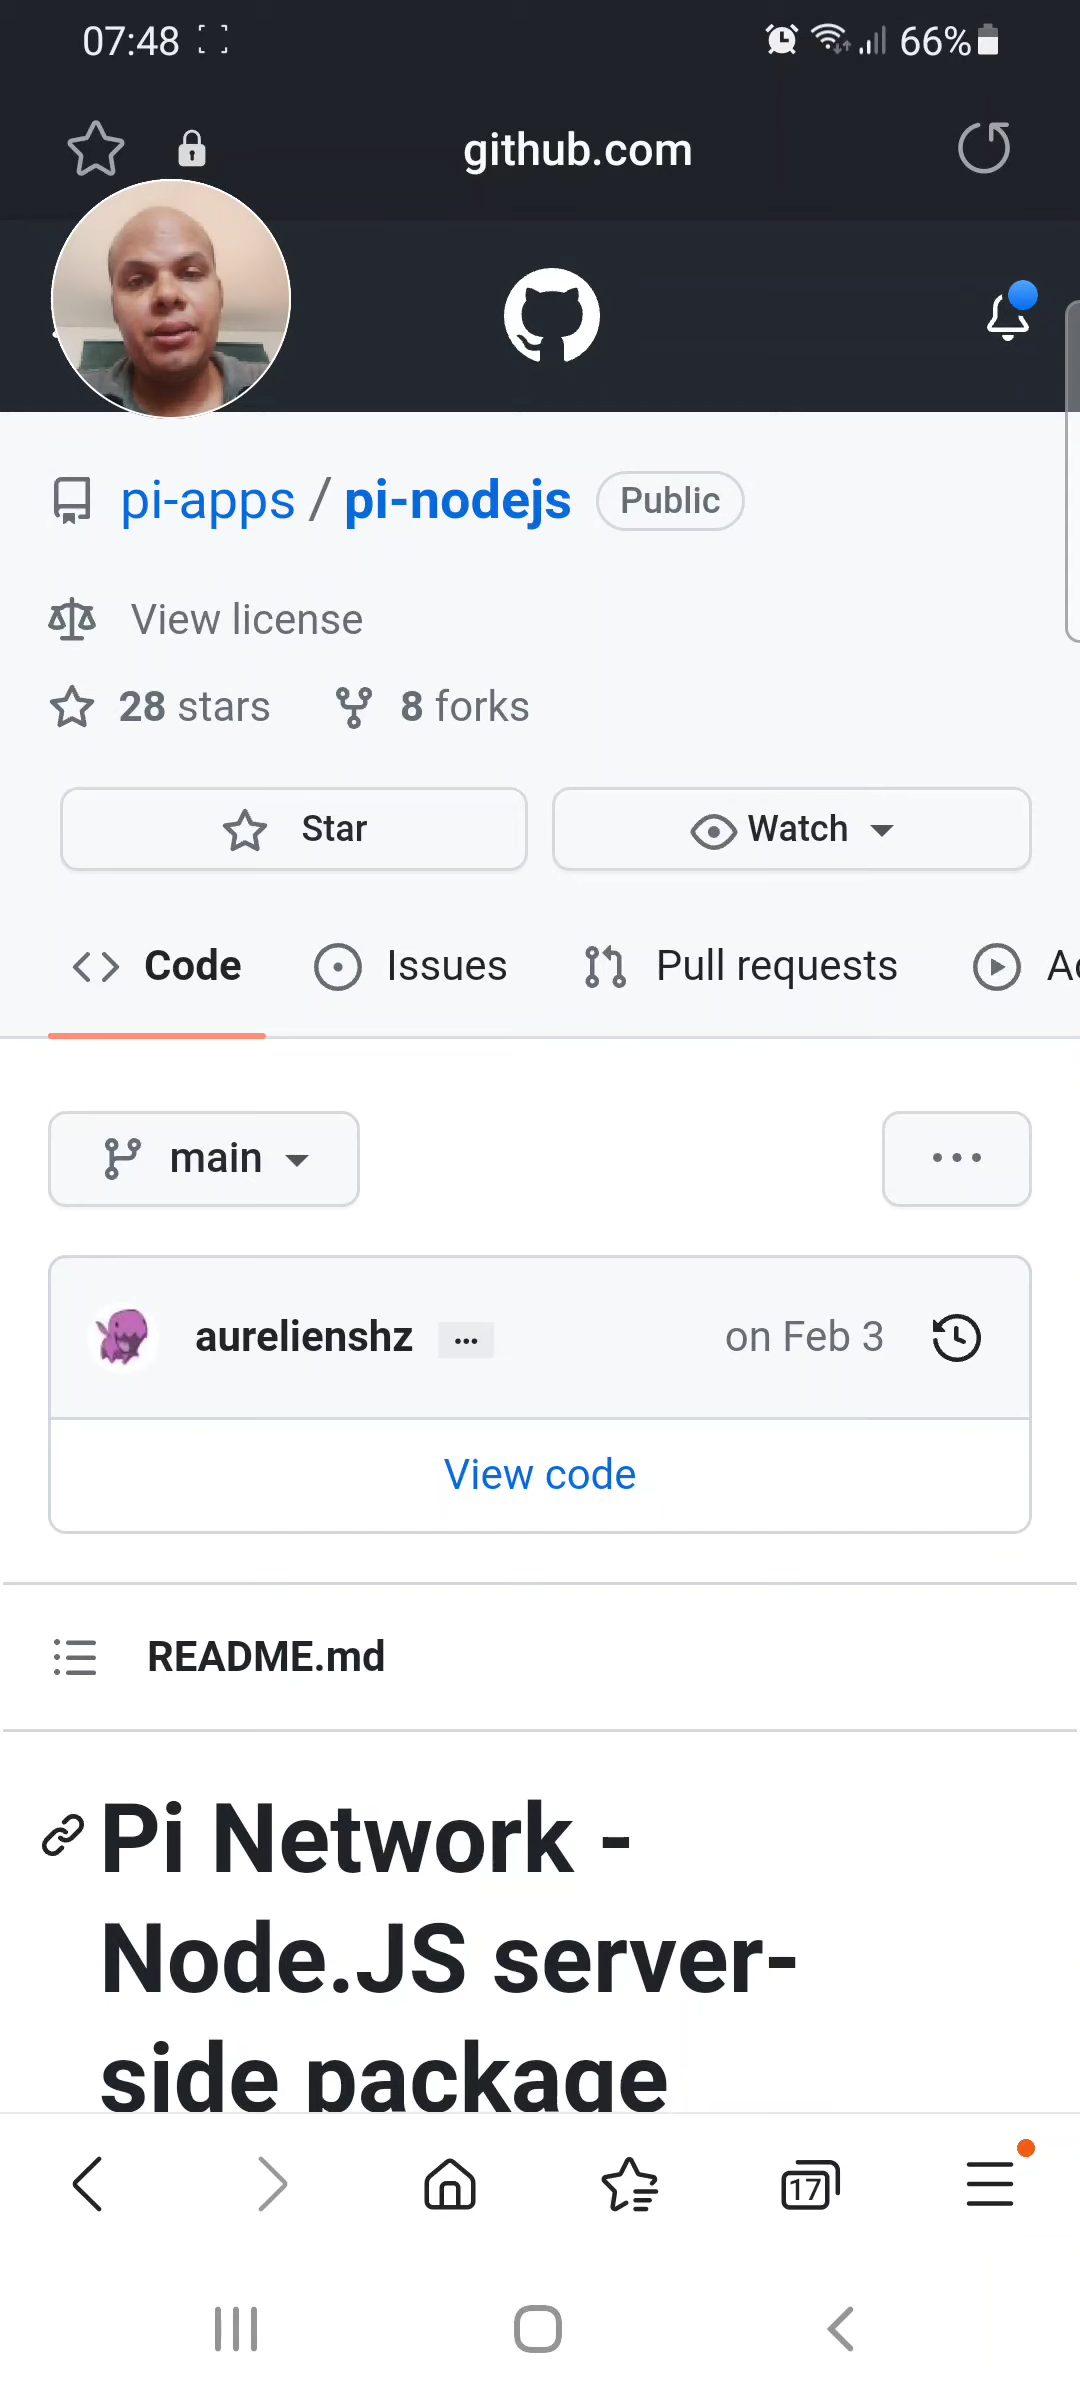 07:48 66%
github.com
pi-apps / pi-nodejs Public
View license
28 stars 8 forks
Star Watch
Code Issues Pull requests Ac
main
aurelienshz ... on Feb 3
View code
README.md
Pi Network -
Node.JS server-
side package
17